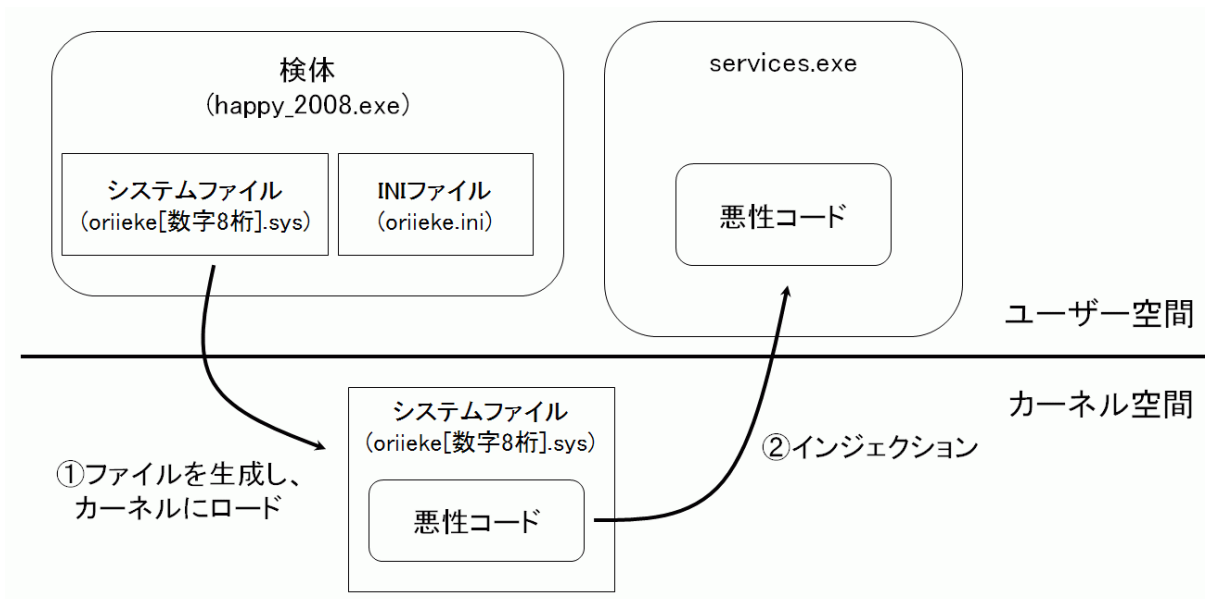 検体
(happy_2008.exe)
システムファイル
(oriieke[数字8桁].sys)
INIファイル
(oriieke.ini)
services.exe
悪性コード
ユーザー空間
カーネル空間
システムファイル
(oriieke[数字8桁].sys)
悪性コード
①ファイルを生成し、
カーネルにロード
②インジェクション